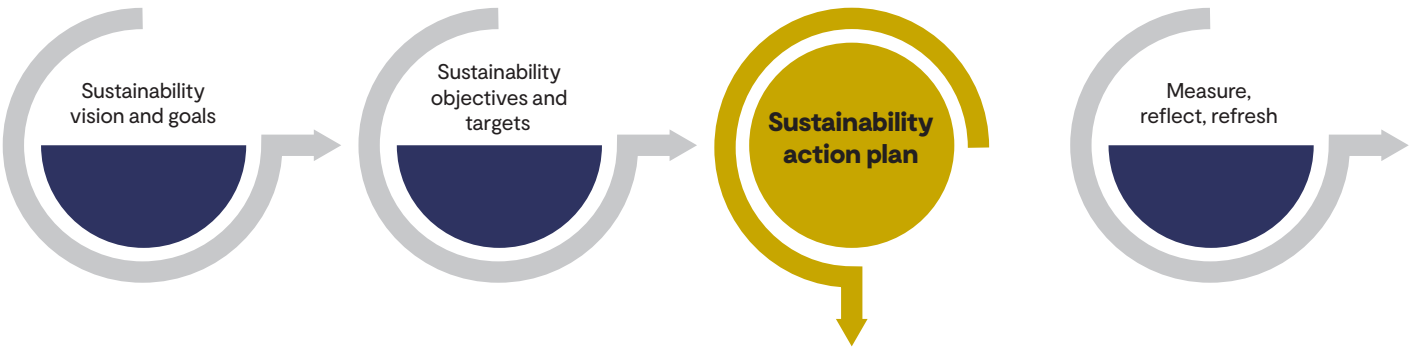 Sustainability
vision and goals
Sustainability
objectives and
targets
Sustainability
action plan
Measure,
reflect, refresh